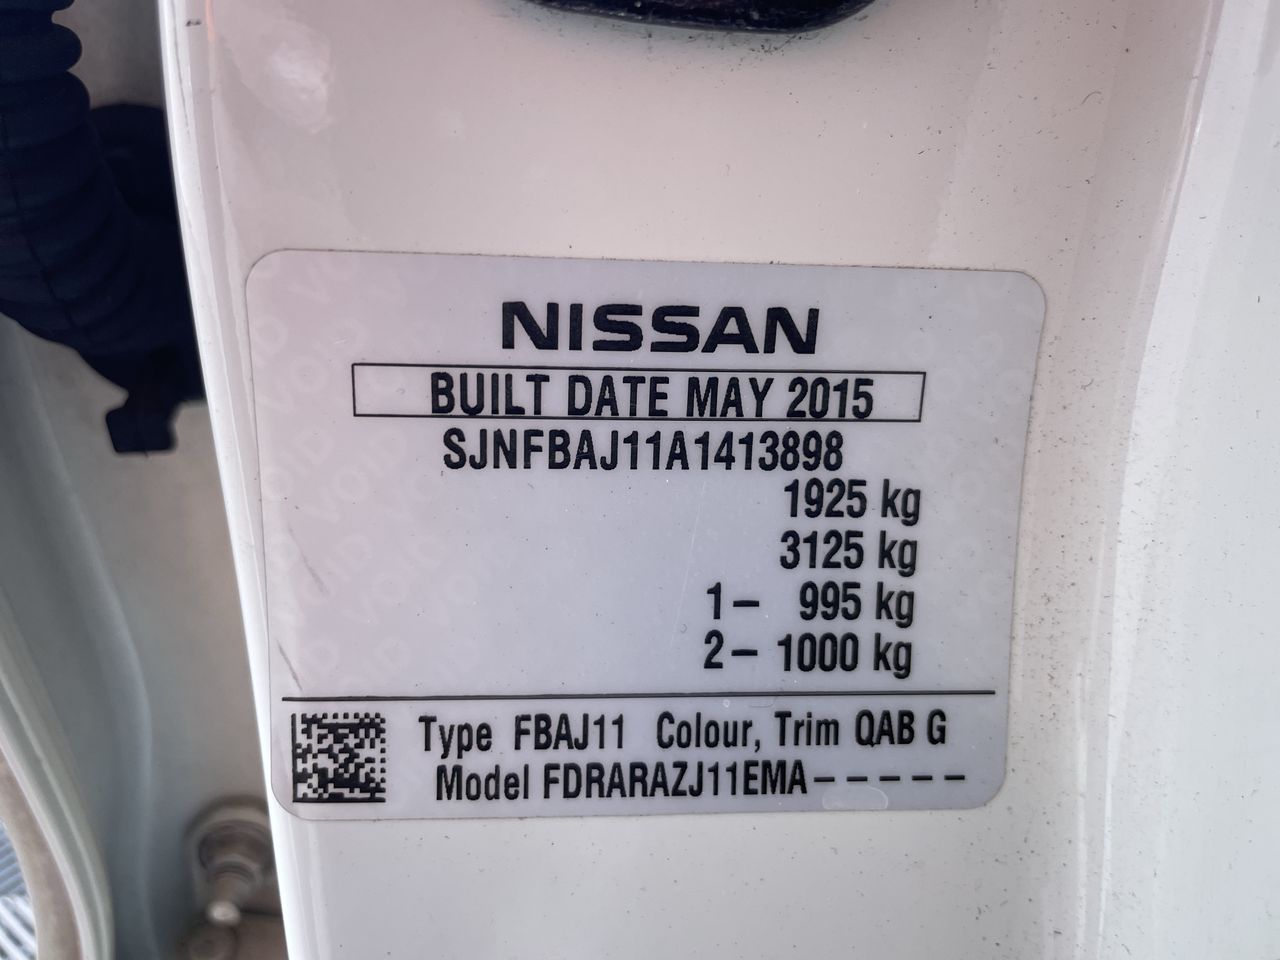 NISSAN
BUILT DATE MAY 2015
SJNFBAJ11A1413898
1925 kg
3125 kg
1- 995 kg
2- 1000 kg
Type FBAJ11 Colour, Trim QAB G
Model FDRARAZJ11EMA-----